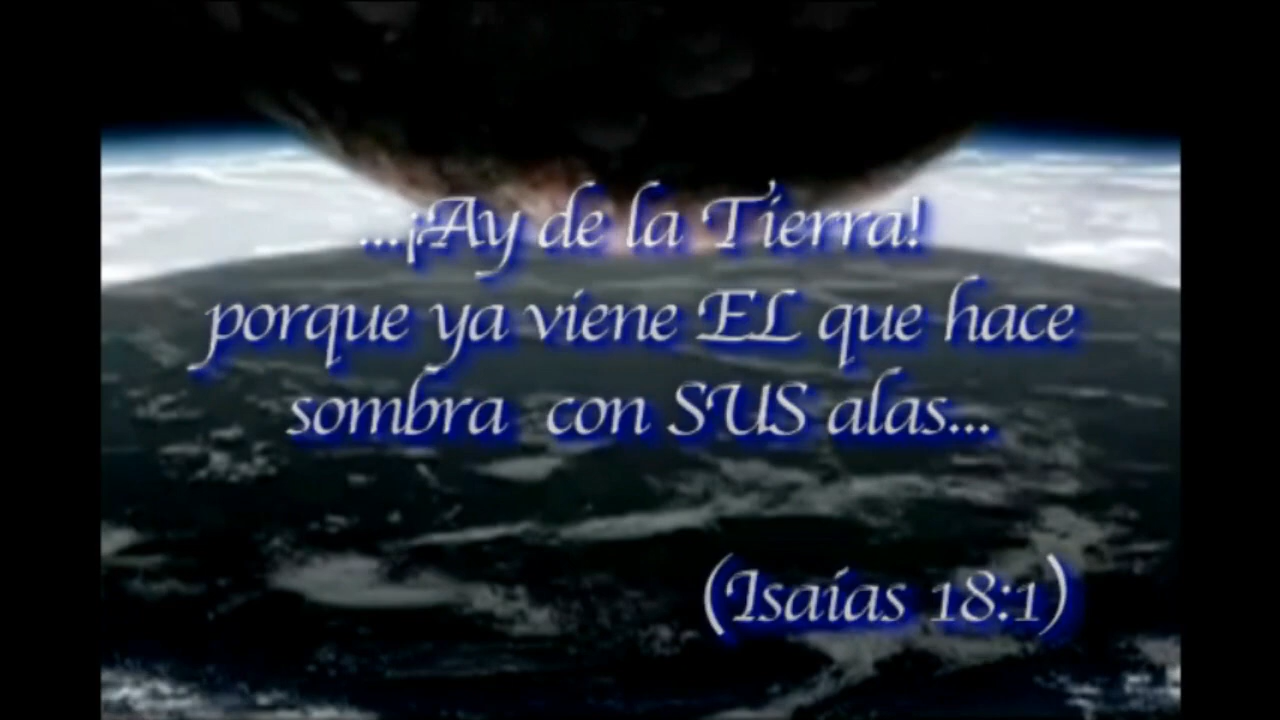 ...¡Ay de la Tierra!
porque ya viene EL que hace
sombra con SUS alas...
(Isaías 18:1)